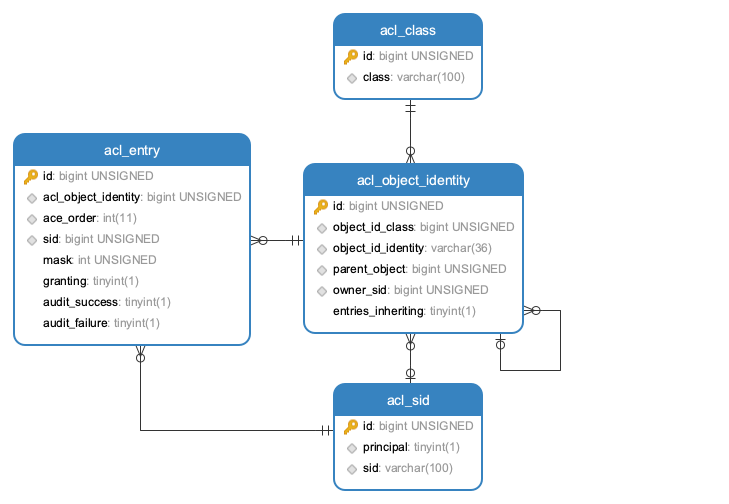 acl_class
id: bigint UNSIGNED
class: varchar(100)
acl_entry
id: bigint UNSIGNED
acl_object_identity: bigint UNSIGNED
ace_order: int(11)
sid: bigint UNSIGNED
mask: int UNSIGNED
granting: tinyint(1)
audit_success: tinyint(1)
audit_failure: tinyint(1)
acl_object_identity
id: bigint UNSIGNED
object_id_class: bigint UNSIGNED
object_id_identity: varchar(36)
parent_object: bigint UNSIGNED
owner_sid: bigint UNSIGNED
entries_inheriting: tinyint(1)
acl_sid
id: bigint UNSIGNED
principal: tinyint(1)
sid: varchar(100)